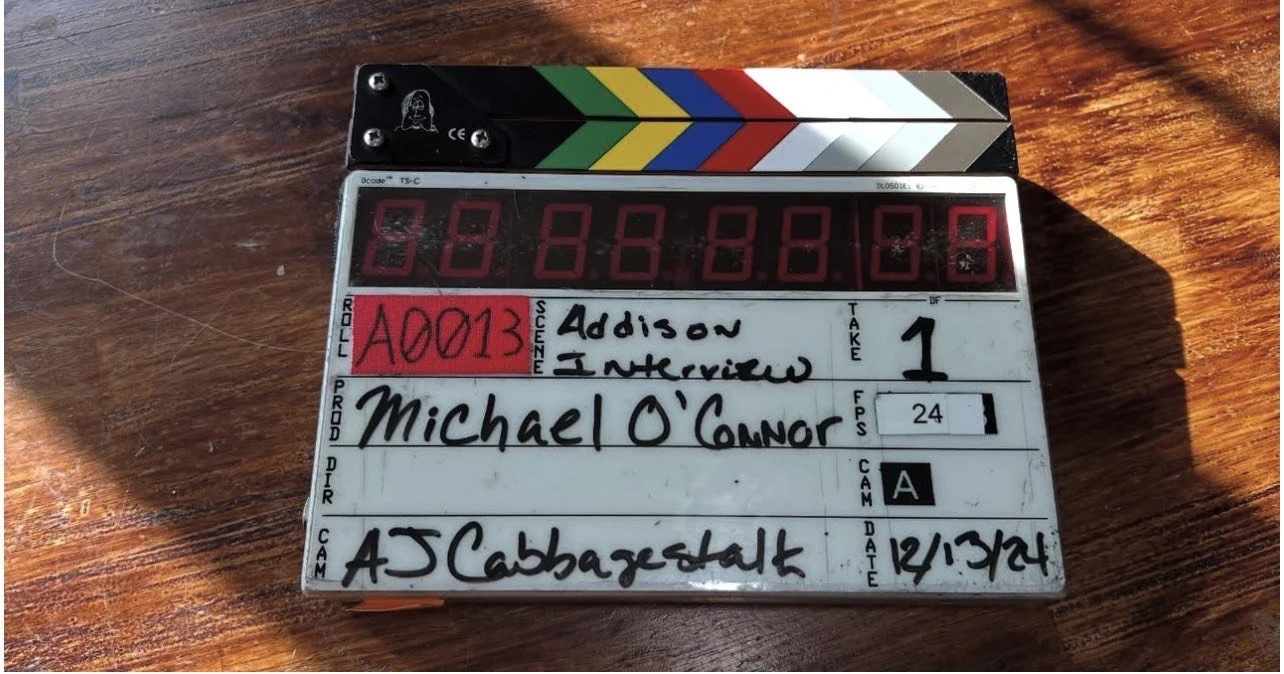 CE
Dcode™ TS-C
88 88 88 88
DF
ROLL A0013 SCENE Addison Interview TAKE 1
PROD Michael O'Connor FPS 24
DIR CAM A
CAM AJ Cabbagestalk DATE 12/13/24